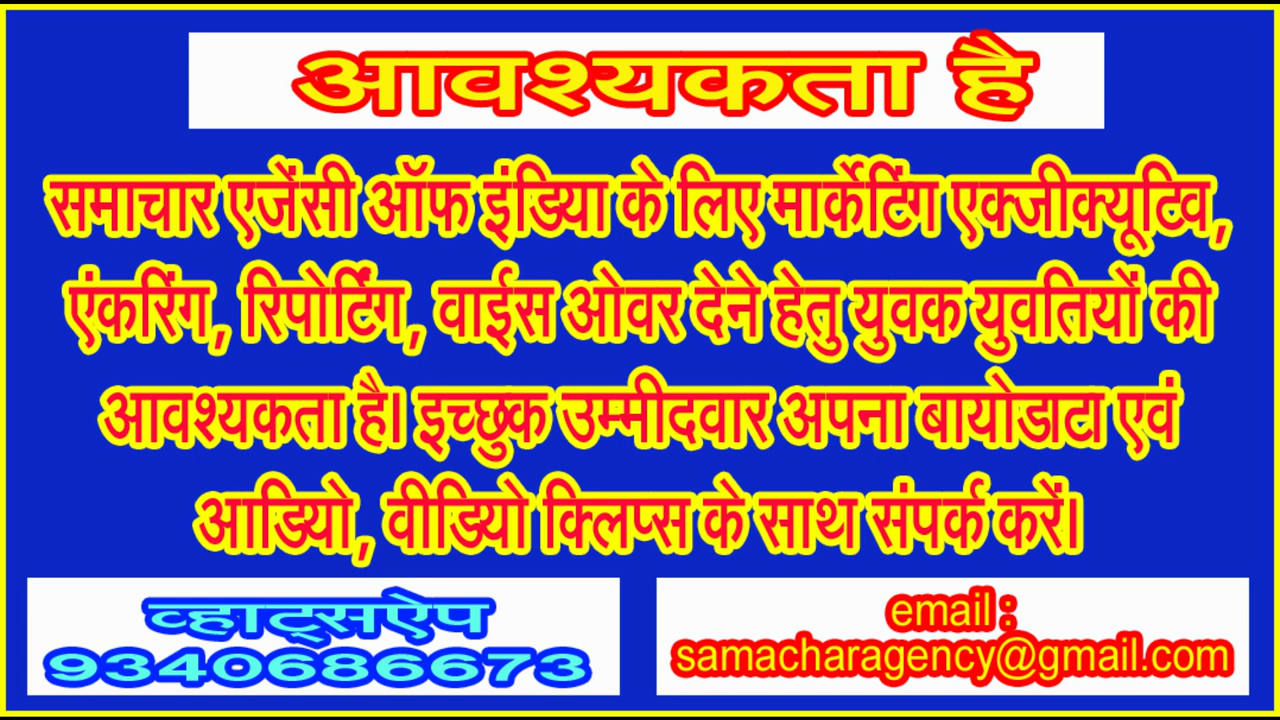 आवश्यकता है
समाचार एजेंसी ऑफ इंडिया के लिए मार्केटिंग एक्जीक्यूटिव,
एंकरिंग, रिपोर्टिंग, वाईस ओवर देने हेतु युवक युवतियों की
आवश्यकता है। इच्छुक उम्मीदवार अपना बायोडाटा एवं
आडियो, वीडियो क्लिप्स के साथ संपर्क करें।
व्हाट्सऐप
9340686673
email :
samacharagency@gmail.com